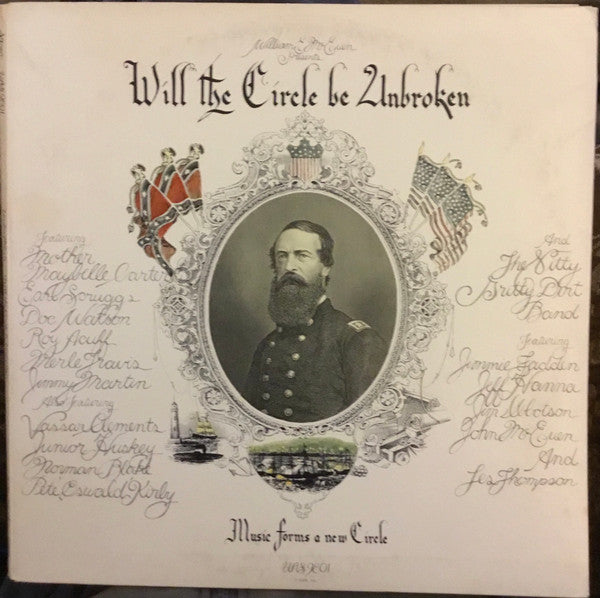 William E. McEuen
Presents
Will the Circle be Unbroken
Featuring
Mother
Maybelle Carter
Earl Scruggs
Doc Watson
Roy Acuff
Merle Travis
Jimmy Martin
Also Featuring
Vassar Clements
Junior Huskey
Norman Blake
Pete Oswald Kirby
And
The Nitty
Gritty Dirt
Band
Featuring
Jimmie Fadden
Jeff Hanna
Jim Ibbotson
John McEuen
And
Les Thompson
Music forms a new Circle
UAS 9801